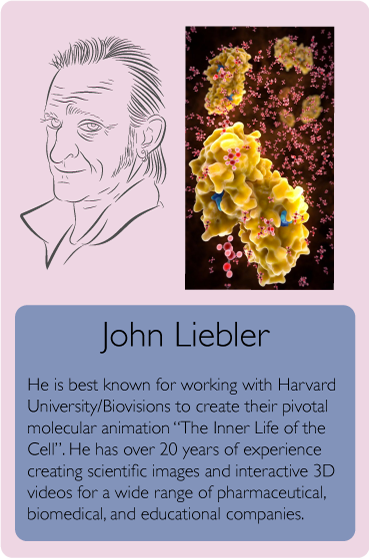 John Liebler
He is best known for working with Harvard
University/Biovisions to create their pivotal
molecular animation “The Inner Life of the
Cell”. He has over 20 years of experience
creating scientific images and interactive 3D
videos for a wide range of pharmaceutical,
biomedical, and educational companies.